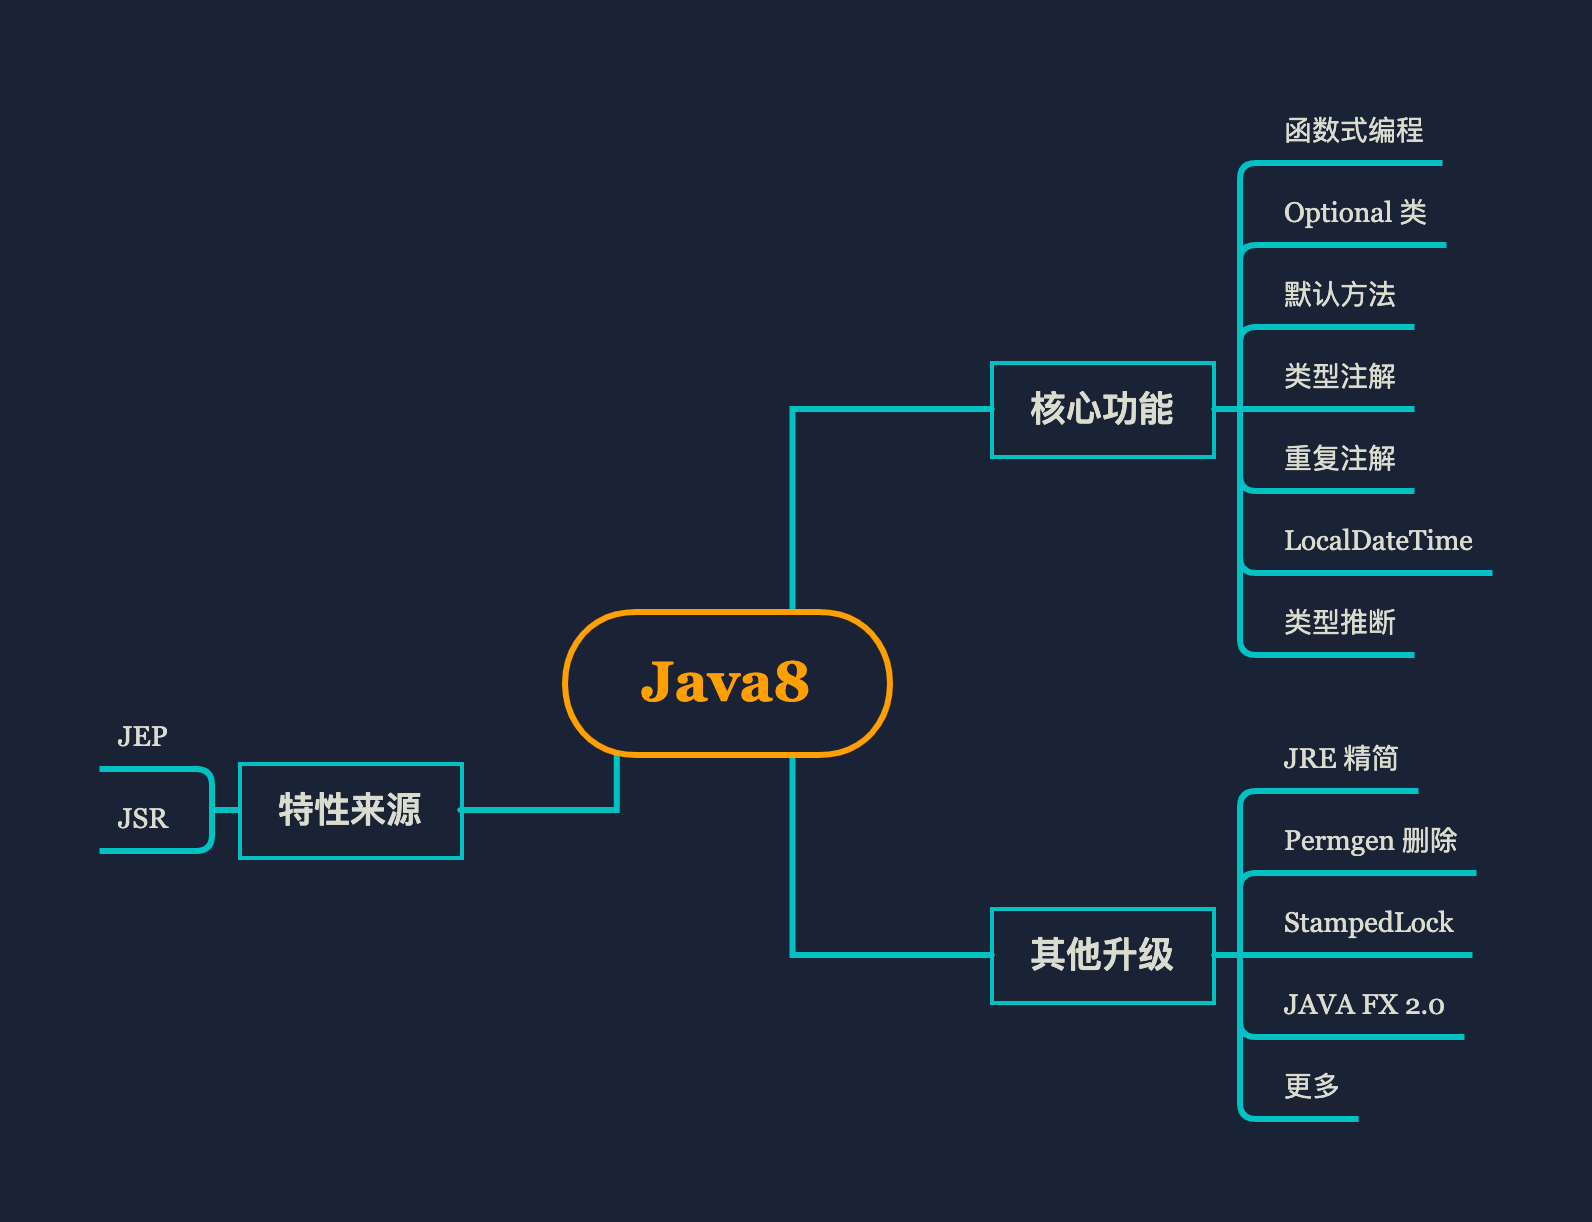 Java8
核心功能
函数式编程
Optional 类
默认方法
类型注解
重复注解
LocalDateTime
类型推断
其他升级
JRE 精简
Permgen 删除
StampedLock
JAVA FX 2.0
更多
特性来源
JEP
JSR